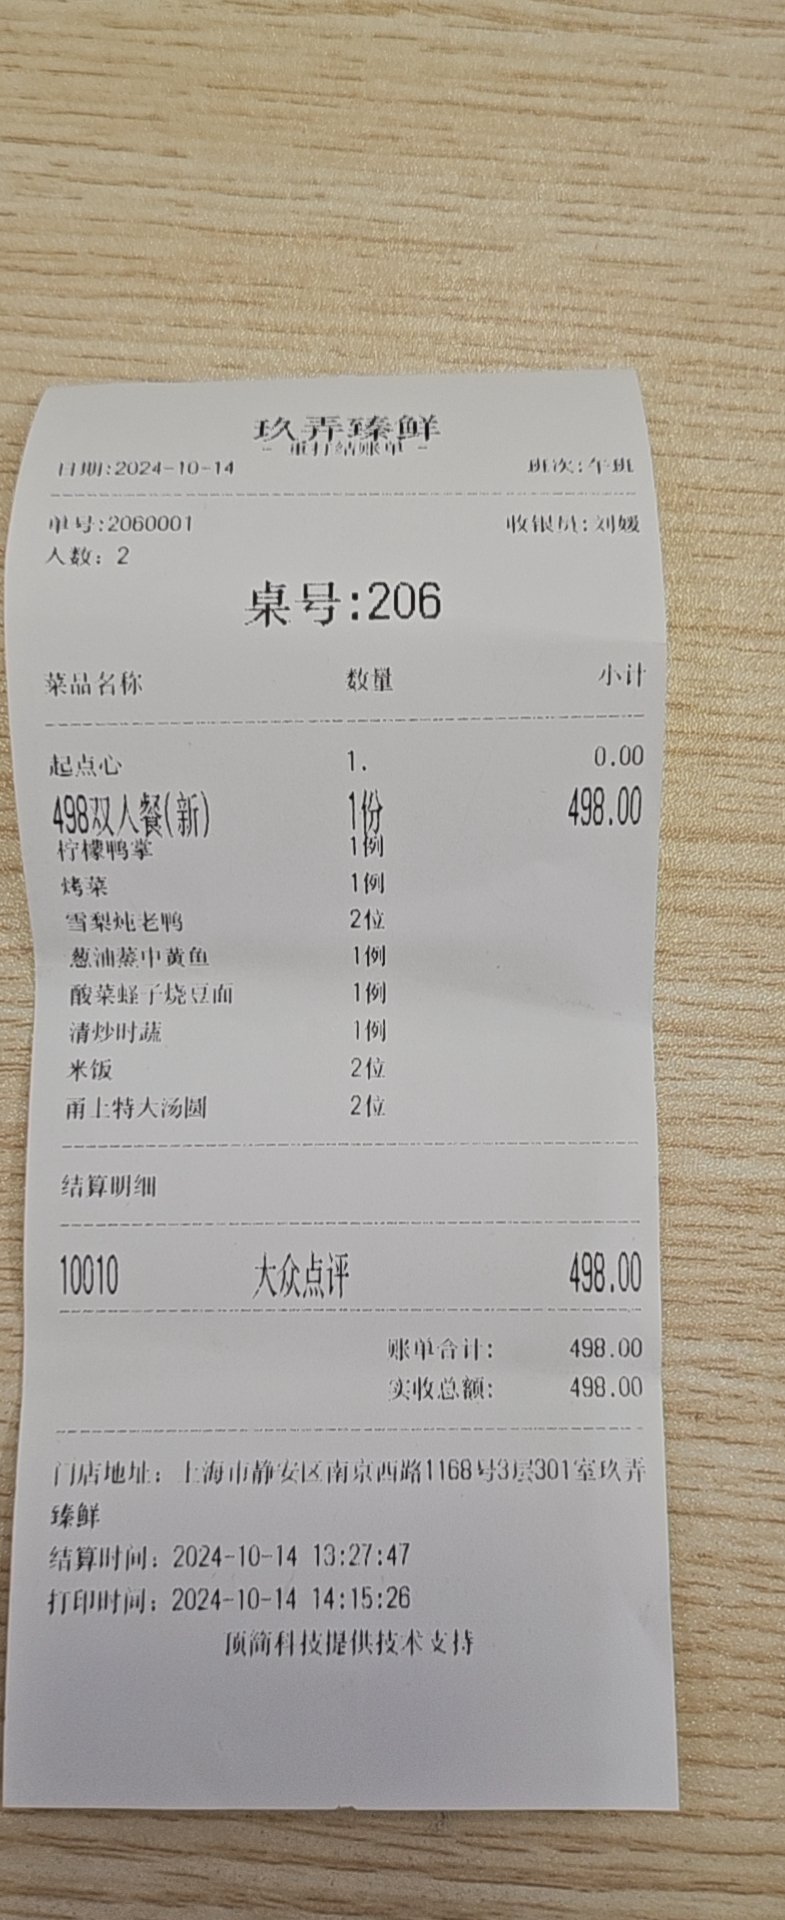 玖弄臻鲜
- 重打结账单 -
日期:2024-10-14 班次:午班
单号:2060001 收银员:刘媛
人数: 2
桌号:206
菜品名称 数量 小计
起点心 1. 0.00
498双人餐(新) 1份 498.00
柠檬鸭掌 1例
烤菜 1例
雪梨炖老鸭 2位
葱油蒸中黄鱼 1例
酸菜蛏子烧豆面 1例
清炒时蔬 1例
米饭 2位
甬上特大汤圆 2位
结算明细
10010 大众点评 498.00
账单合计: 498.00
实收总额: 498.00
门店地址: 上海市静安区南京西路1168号3层301室玖弄
臻鲜
结算时间: 2024-10-14 13:27:47
打印时间: 2024-10-14 14:15:26
顶简科技提供技术支持